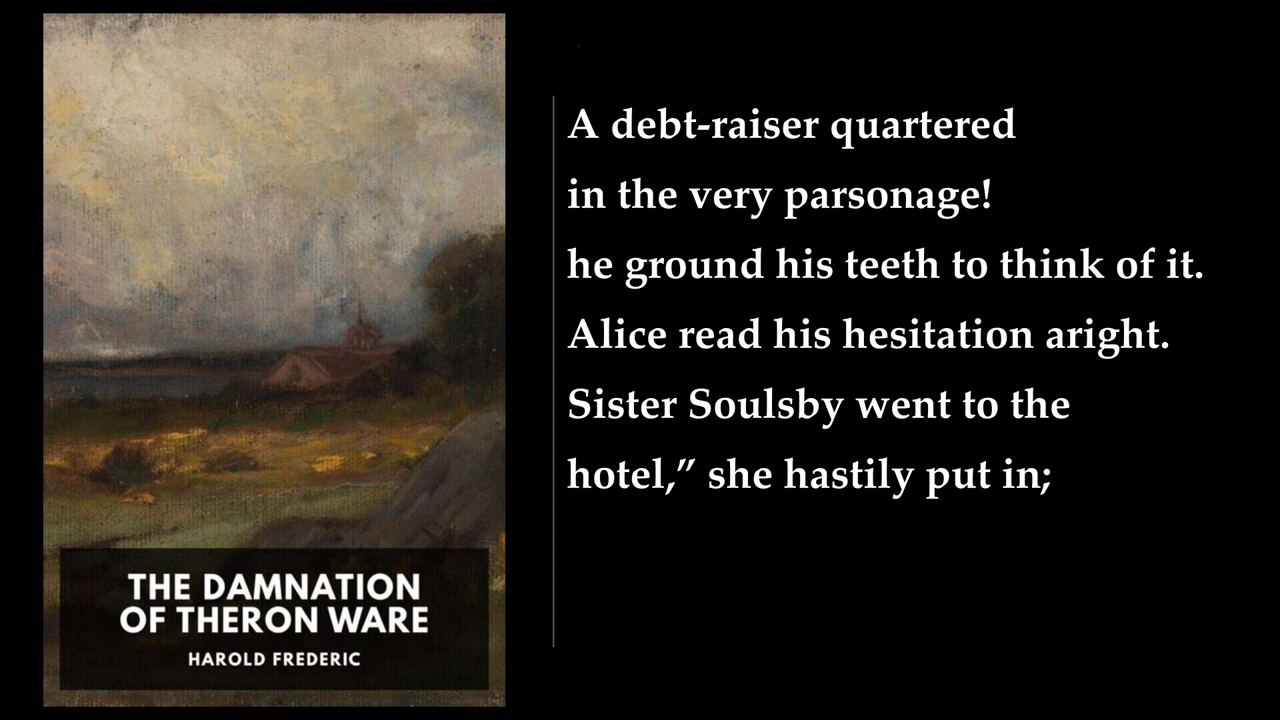 A debt-raiser quartered
in the very parsonage!
he ground his teeth to think of it.
Alice read his hesitation aright.
Sister Soulsby went to the
hotel,” she hastily put in;
THE DAMNATION
OF THERON WARE
HAROLD FREDERIC